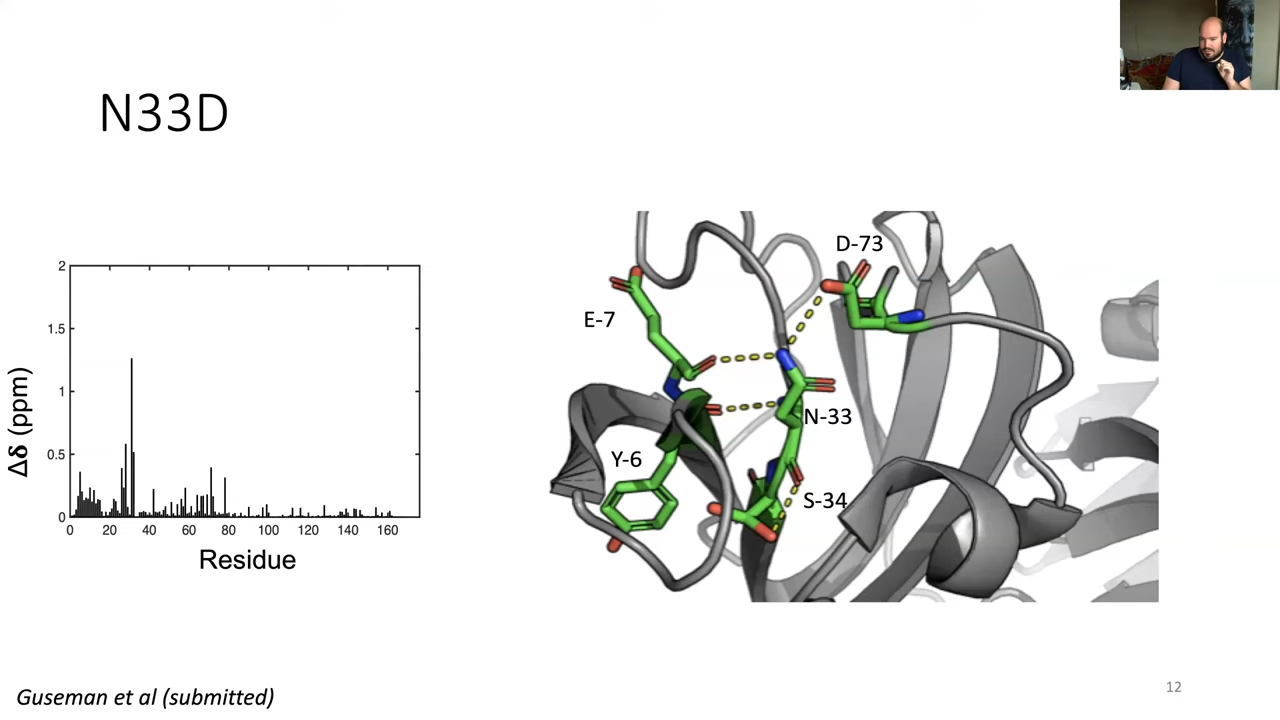 N33D
2
1.5
1
0.5
0
0 20 40 60 80 100 120 140 160
Δδ (ppm)
Residue
D-73
E-7
N-33
Y-6
S-34
Guseman et al (submitted)
12